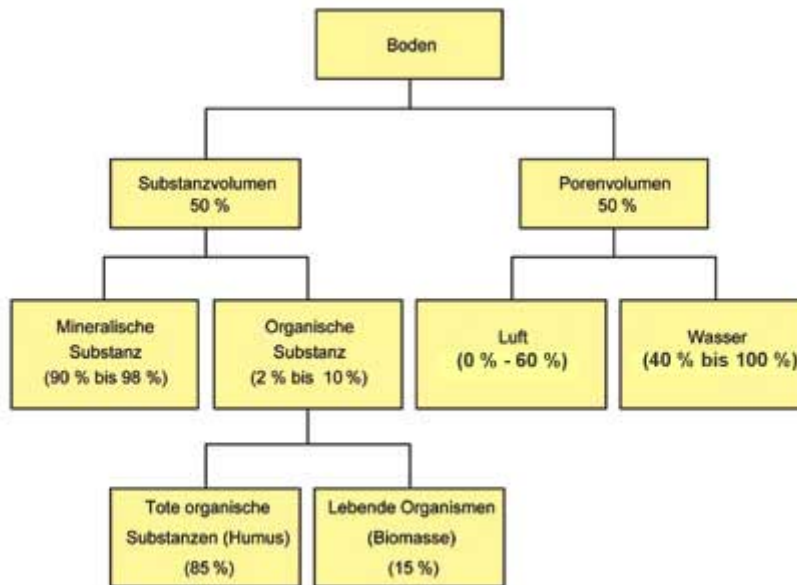 Boden
Substanzvolumen
50 %
Porenvolumen
50 %
Mineralische
Substanz
(90 % bis 98 %)
Organische
Substanz
(2 % bis 10 %)
Luft
(0 % - 60 %)
Wasser
(40 % bis 100 %)
Tote organische
Substanzen (Humus)
(85 %)
Lebende Organismen
(Biomasse)
(15 %)